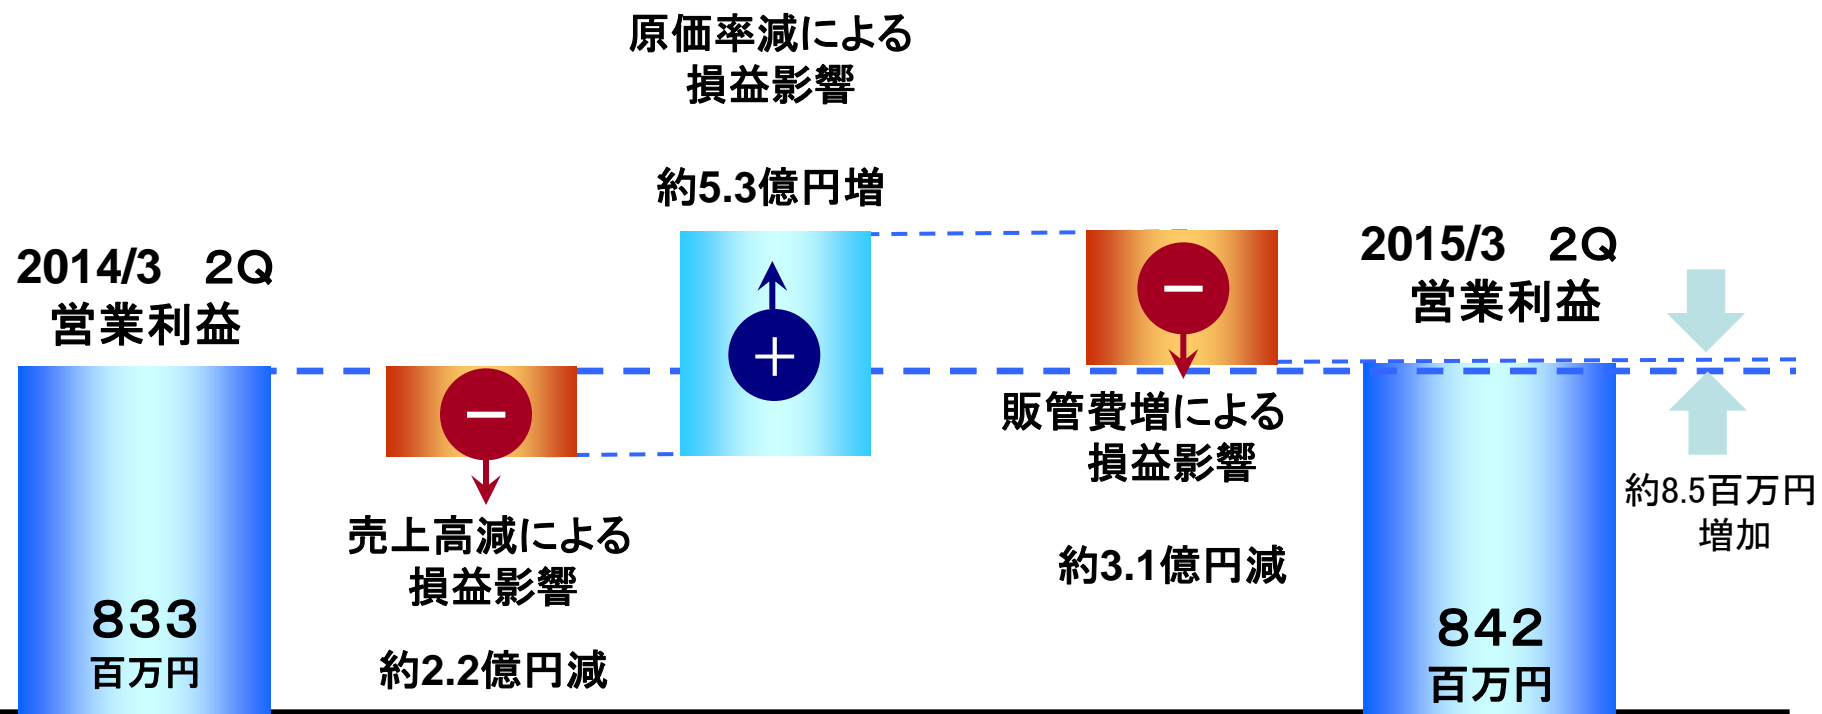 原価率減による
損益影響
約5.3億円増
2014/3　２Q
営業利益
2015/3　２Q
営業利益
販管費増による
損益影響
約3.1億円減
約8.5百万円
増加
売上高減による
損益影響
約2.2億円減
８３３
百万円
８４２
百万円